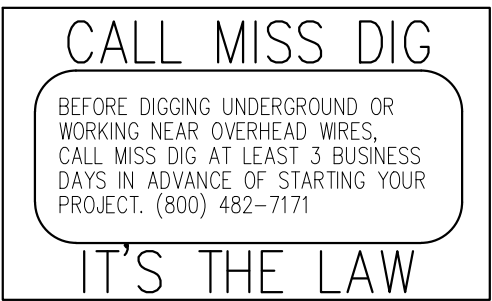 CALL MISS DIG
BEFORE DIGGING UNDERGROUND OR
WORKING NEAR OVERHEAD WIRES,
CALL MISS DIG AT LEAST 3 BUSINESS
DAYS IN ADVANCE OF STARTING YOUR
PROJECT. (800) 482-7171
IT'S THE LAW